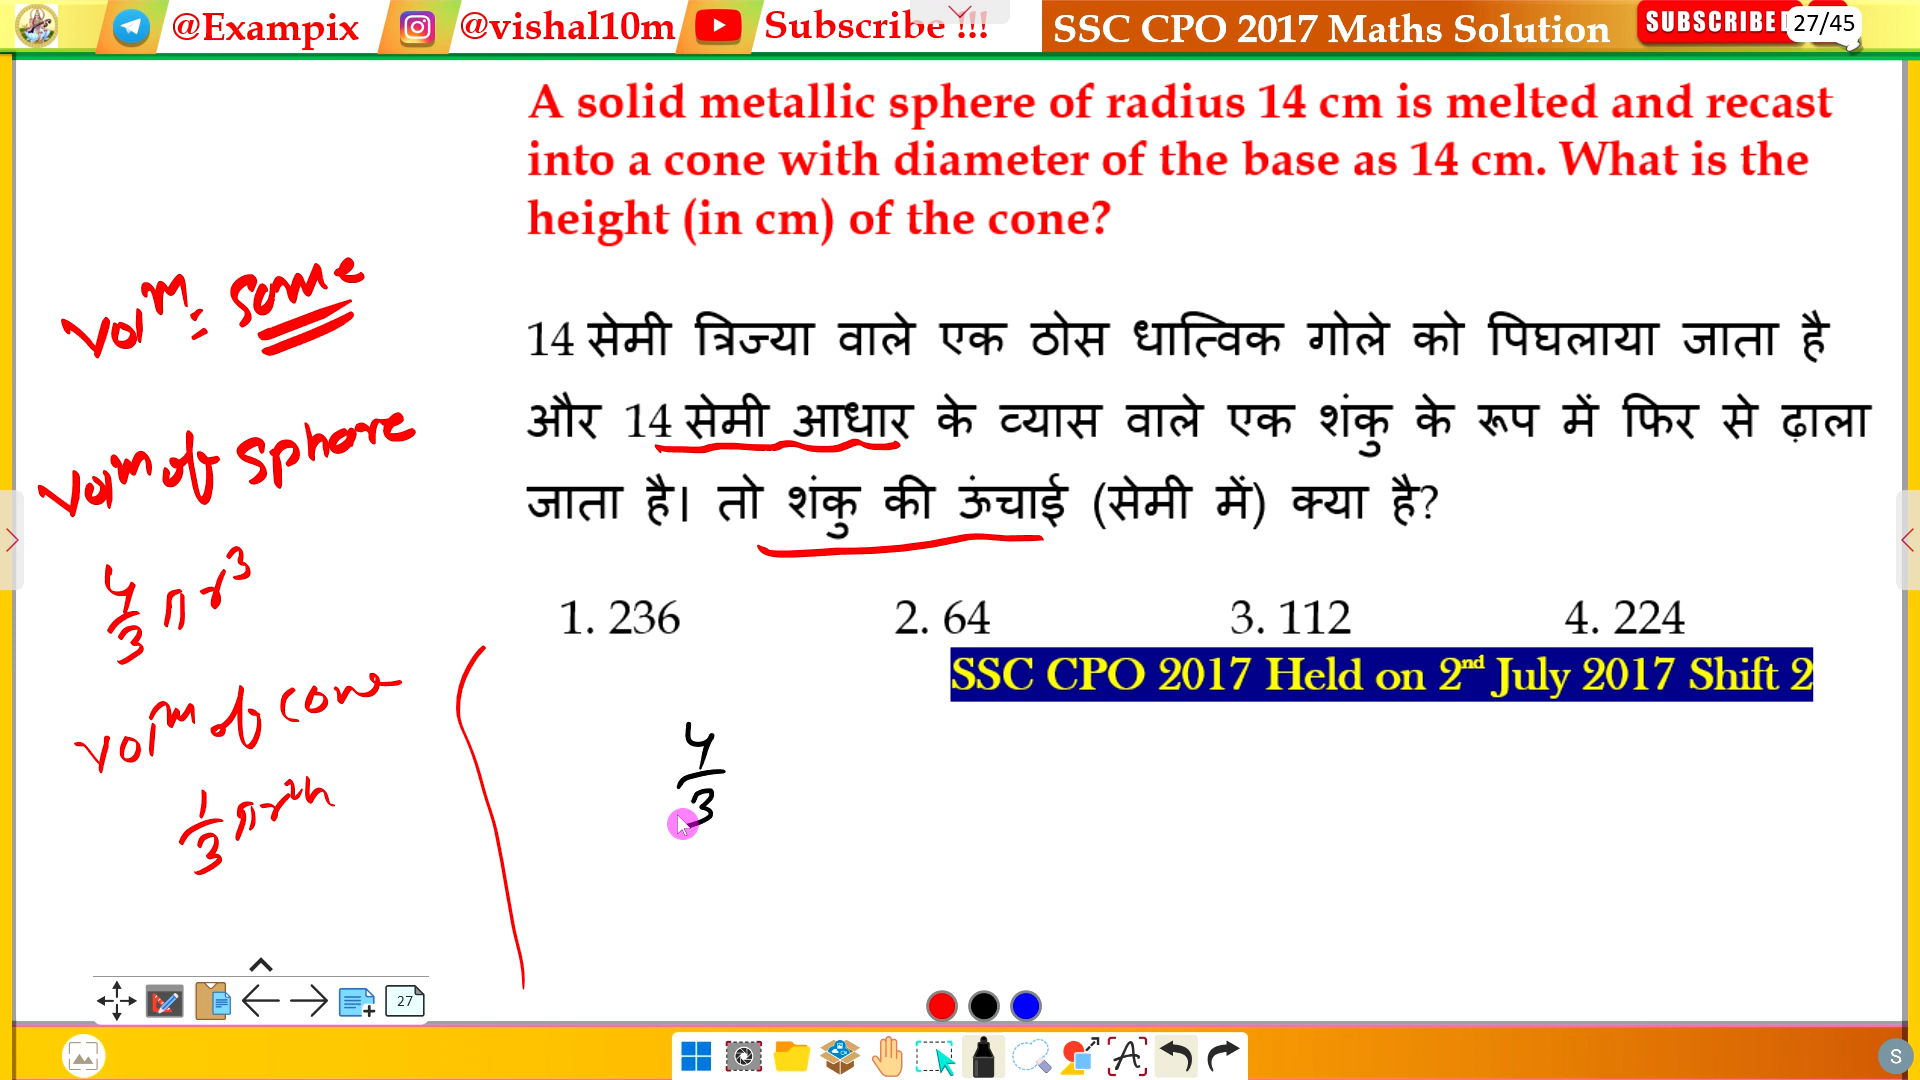 @Exampix @vishal10m Subscribe !!! SSC CPO 2017 Maths Solution SUBSCRIBE 27/45
A solid metallic sphere of radius 14 cm is melted and recast
into a cone with diameter of the base as 14 cm. What is the
height (in cm) of the cone?
14 सेमी त्रिज्या वाले एक ठोस धात्विक गोले को पिघलाया जाता है
और 14 सेमी आधार के व्यास वाले एक शंकु के रूप में फिर से ढ़ाला
जाता है। तो शंकु की ऊंचाई (सेमी में) क्या है?
1. 236 2. 64 3. 112 4. 224
SSC CPO 2017 Held on 2nd July 2017 Shift 2
Volm = same
Volm of sphere
4/3 πr³
Volm of cone
1/3 πr²h
4/3
27
S